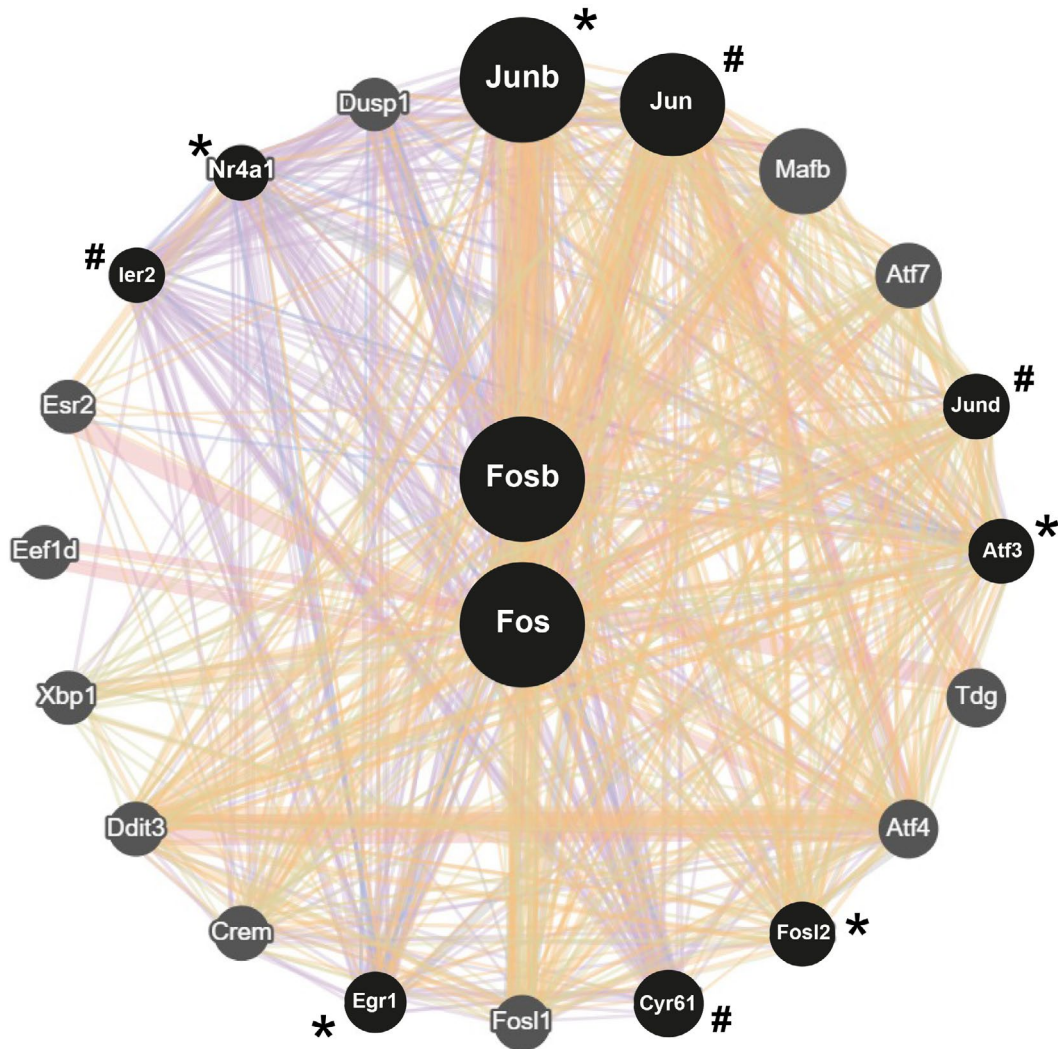 *
Junb
#
Jun
Dusp1
Mafb
*
Nr4a1
#
Ier2
Atf7
Esr2
Jund
#
Fosb
Atf3
*
Eef1d
Fos
Xbp1
Tdg
Ddit3
Atf4
Crem
Fosl2
*
Egr1
*
Fosl1
Cyr61
#